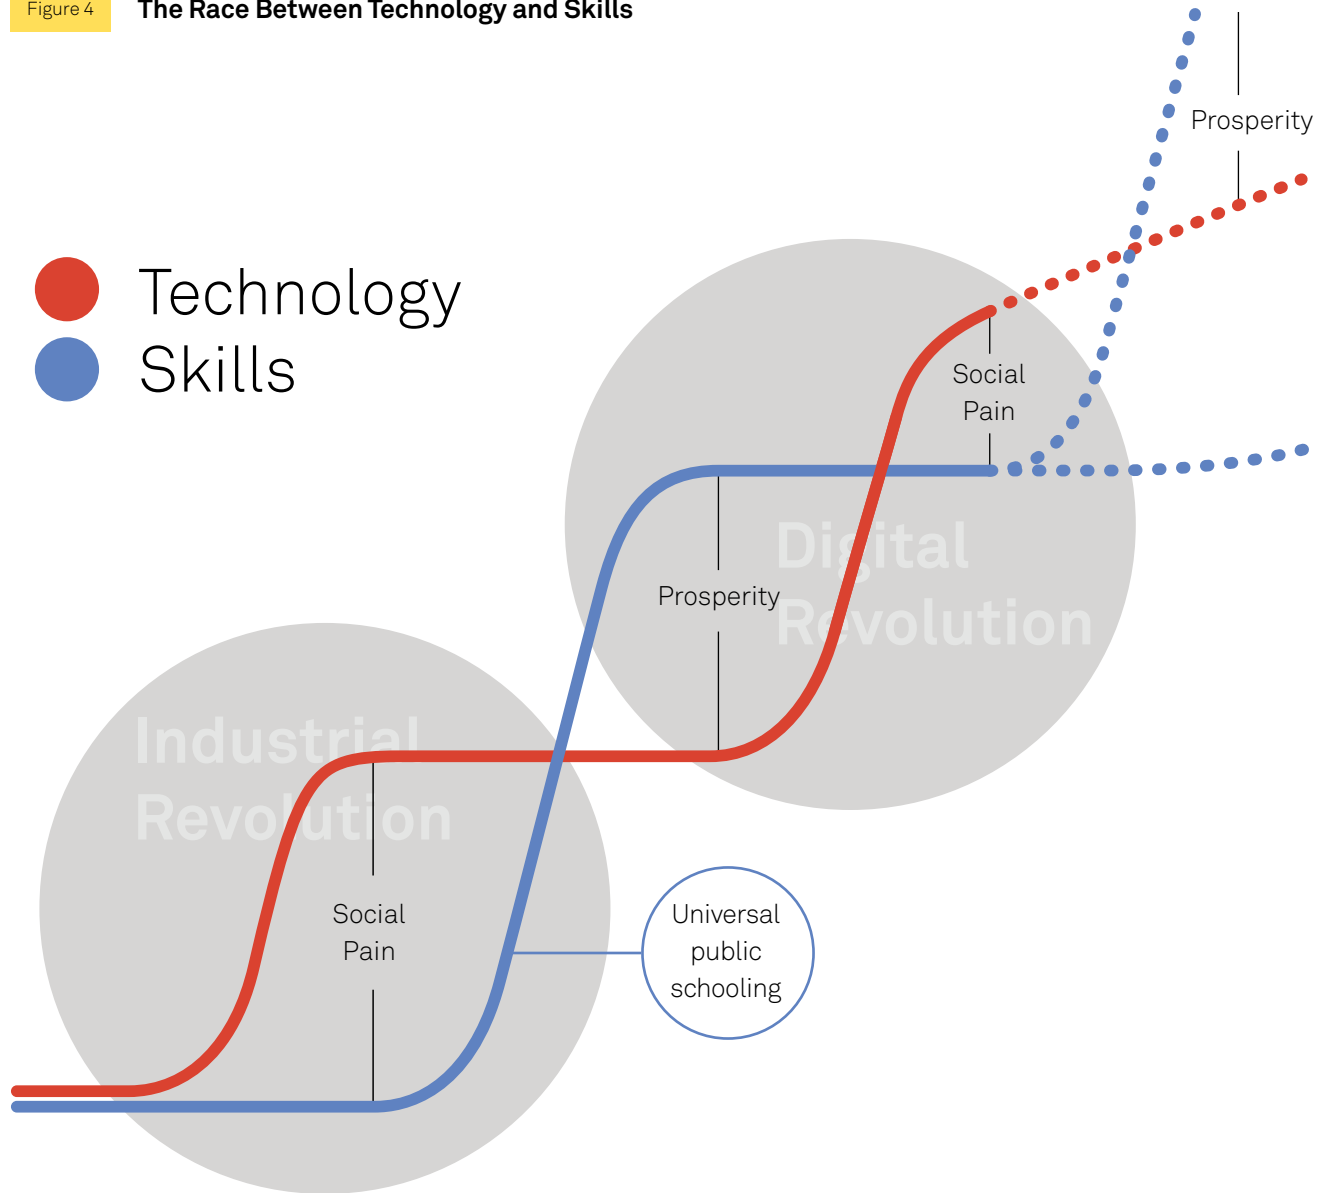 Figure 4
The Race Between Technology and Skills
Prosperity
Technology
Skills
Social
Pain
Digital
Revolution
Prosperity
Industrial
Revolution
Social
Pain
Universal
public
schooling